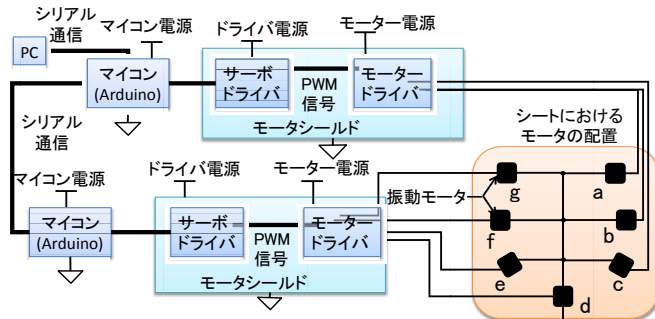 シリアル
通信
マイコン電源
ドライバ電源
モーター電源
PC
マイコン
(Arduino)
サーボ
ドライバ
PWM
信号
モーター
ドライバ
モータシールド
シリアル
通信
マイコン電源
ドライバ電源
モーター電源
マイコン
(Arduino)
サーボ
ドライバ
PWM
信号
モーター
ドライバ
モータシールド
シートにおける
モータの配置
振動モーター
g
a
f
b
e
c
d